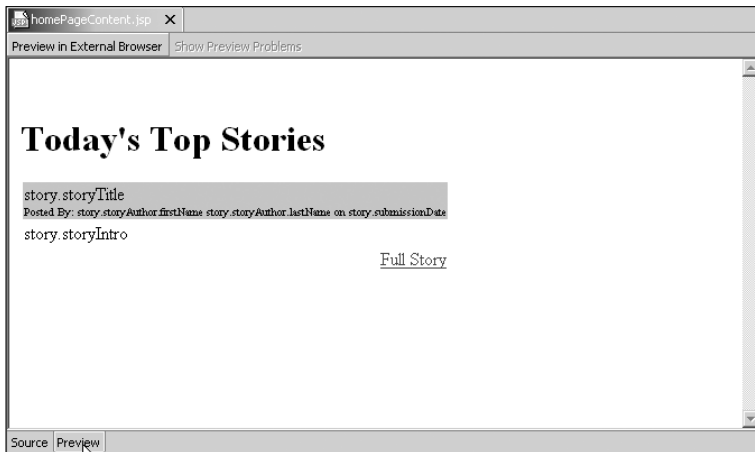 homePageContent.jsp
Preview in External Browser Show Preview Problems
Today's Top Stories
story.storyTitle
Posted By: story.storyAuthor.firstName story.storyAuthor.lastName on story.submissionDate
story.storyIntro
Full Story
Source Preview